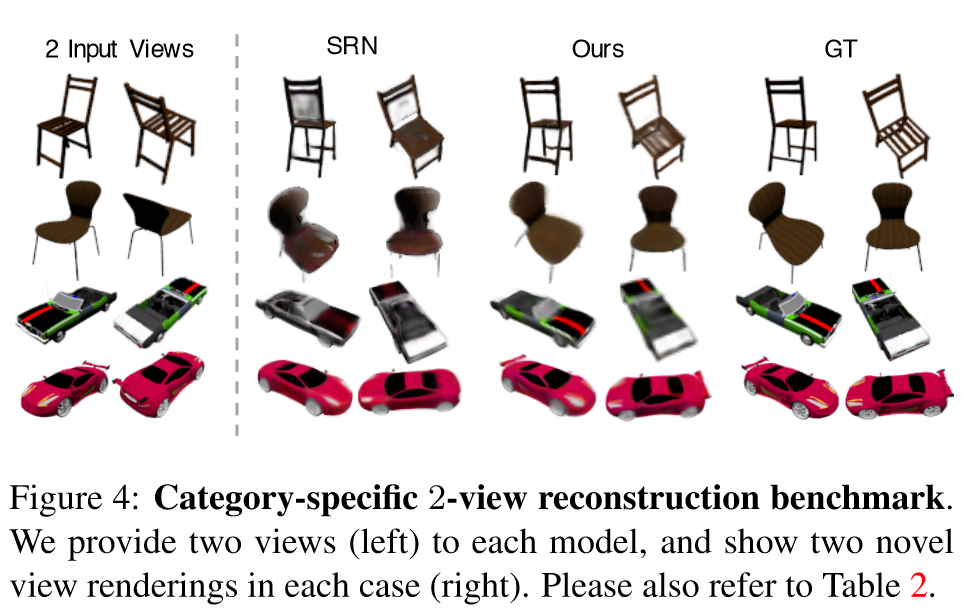 2 Input Views
SRN
Ours
GT
Figure 4: Category-specific 2-view reconstruction benchmark.
We provide two views (left) to each model, and show two novel
view renderings in each case (right). Please also refer to Table 2.